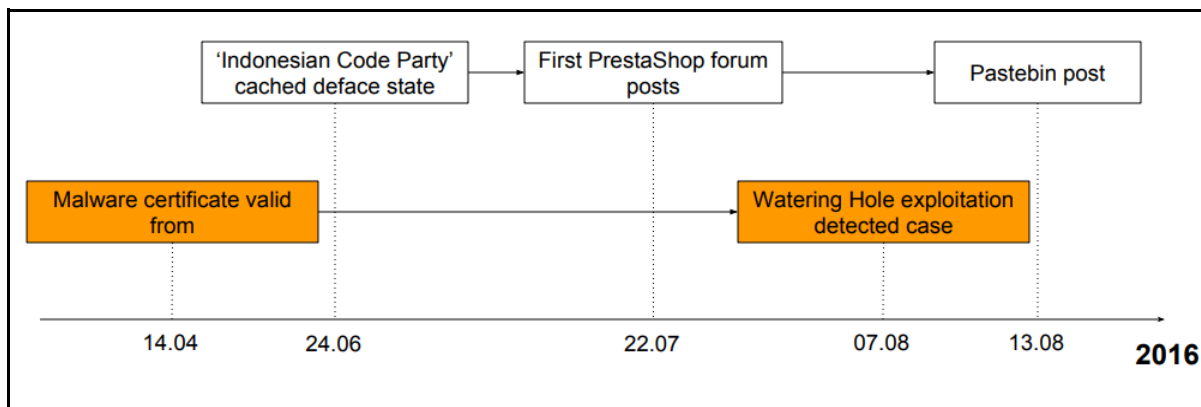 ‘Indonesian Code Party’
cached deface state
First PrestaShop forum
posts
Pastebin post
Malware certificate valid
from
Watering Hole exploitation
detected case
14.04
24.06
22.07
07.08
13.08
2016